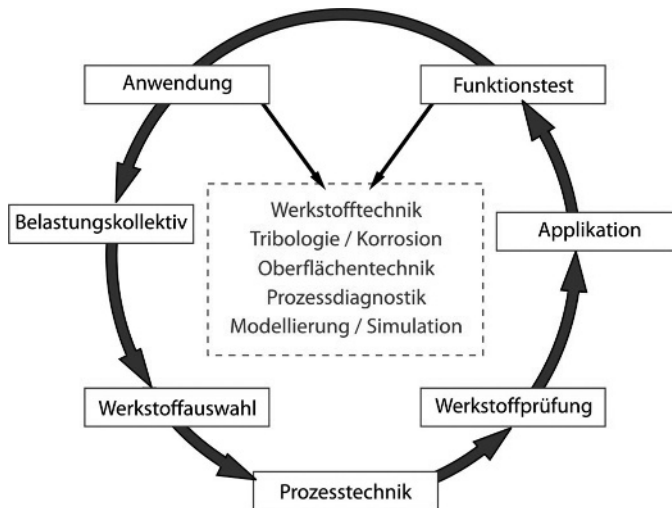 Anwendung
Funktionstest
Belastungskollektiv
Werkstofftechnik
Tribologie / Korrosion
Oberflächentechnik
Prozessdiagnostik
Modellierung / Simulation
Applikation
Werkstoffauswahl
Werkstoffprüfung
Prozesstechnik